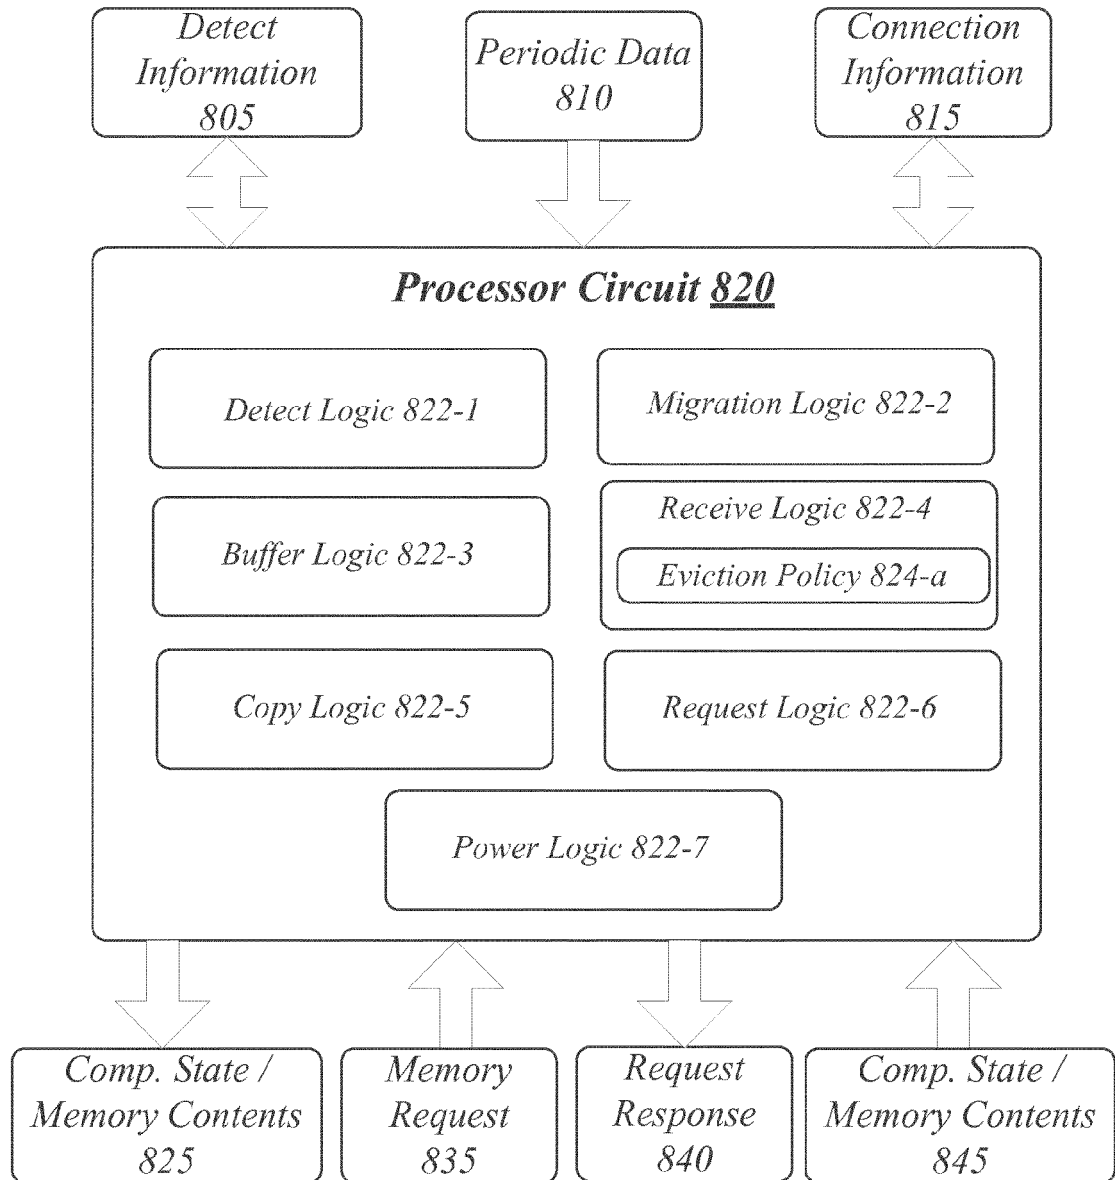 Detect
Information
805
Periodic Data
810
Connection
Information
815
Processor Circuit 820
Detect Logic 822-1
Migration Logic 822-2
Buffer Logic 822-3
Receive Logic 822-4
Eviction Policy 824-a
Copy Logic 822-5
Request Logic 822-6
Power Logic 822-7
Comp. State /
Memory Contents
825
Memory
Request
835
Request
Response
840
Comp. State /
Memory Contents
845